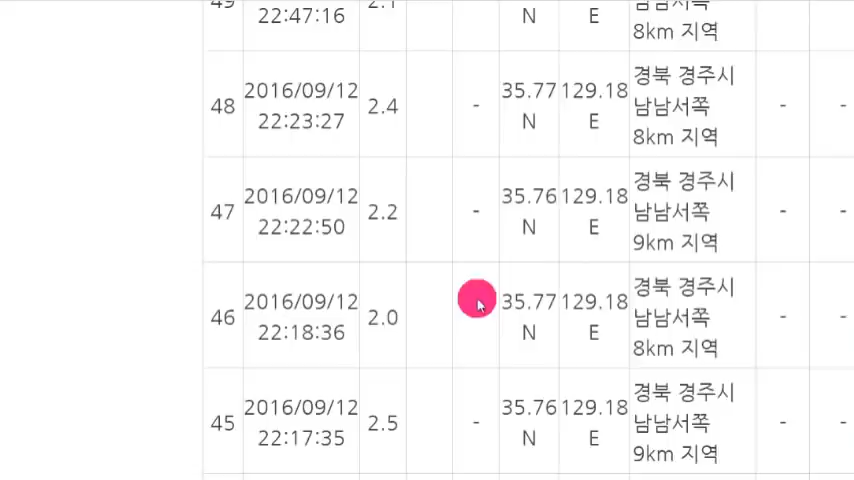 22:47:16 N E 8km 지역
경북 경주시
48 2016/09/12 22:23:27 2.4 - 35.77 N 129.18 E 남남서쪽 - -
8km 지역
경북 경주시
47 2016/09/12 22:22:50 2.2 - 35.76 N 129.18 E 남남서쪽 - -
9km 지역
경북 경주시
46 2016/09/12 22:18:36 2.0 35.77 N 129.18 E 남남서쪽 - -
8km 지역
경북 경주시
45 2016/09/12 22:17:35 2.5 - 35.76 N 129.18 E 남남서쪽 - -
9km 지역